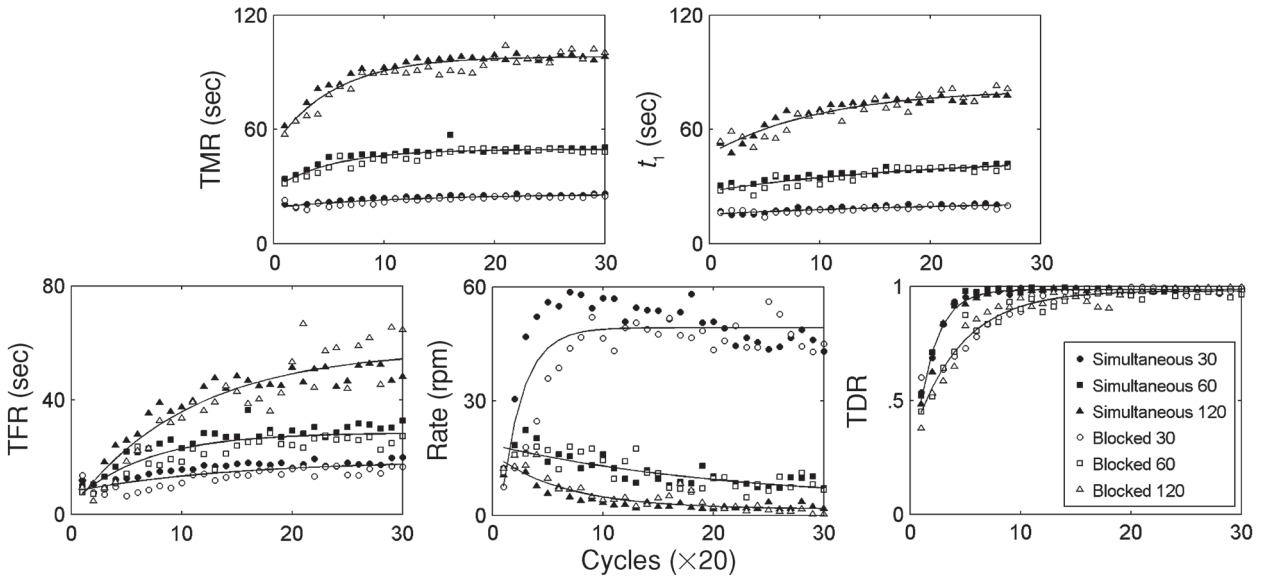 120
60
0
TMR (sec)
0 10 20 30
120
60
0
t₁ (sec)
0 10 20 30
80
40
0
TFR (sec)
0 10 20 30
60
30
0
Rate (rpm)
0 10 20 30
Cycles (×20)
1
.5
0
TDR
0 10 20 30
Simultaneous 30
Simultaneous 60
Simultaneous 120
Blocked 30
Blocked 60
Blocked 120